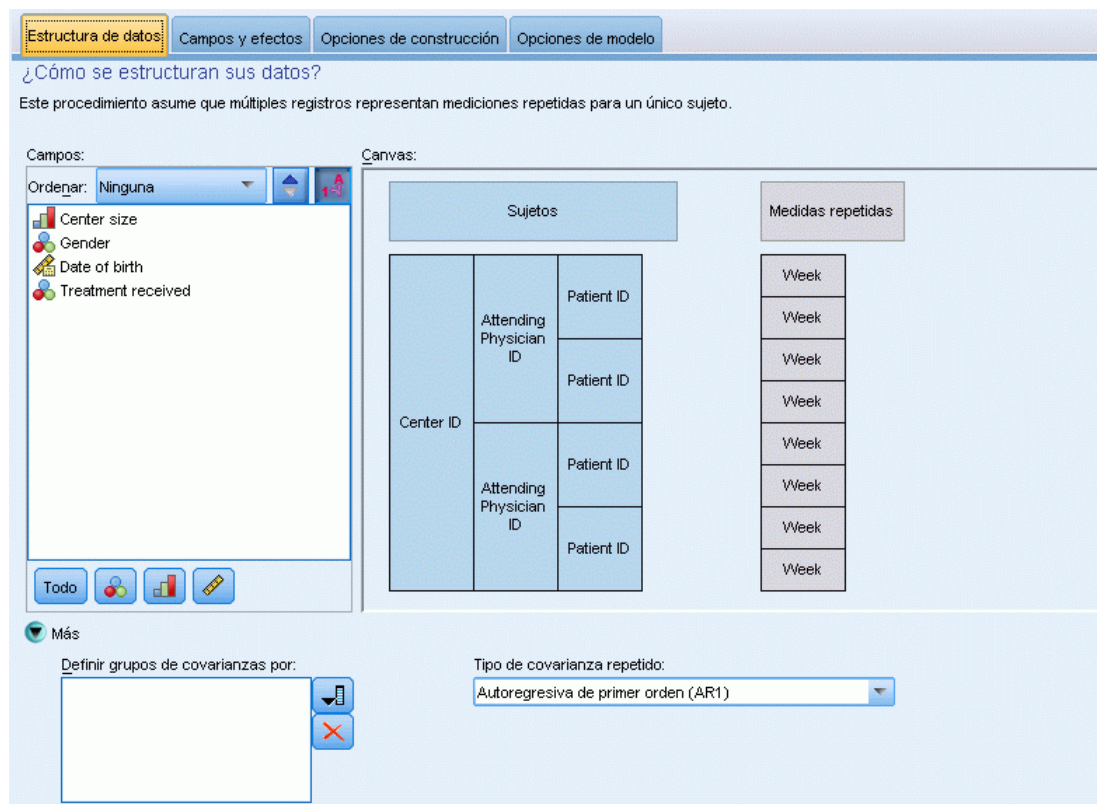 Estructura de datos Campos y efectos Opciones de construcción Opciones de modelo
¿Cómo se estructuran sus datos?
Este procedimiento asume que múltiples registros representan mediciones repetidas para un único sujeto.
Campos:
Ordenar: Ninguna
Center size
Gender
Date of birth
Treatment received
Todo
Canvas:
Sujetos
Medidas repetidas
Center ID
Attending
Physician
ID
Patient ID
Patient ID
Attending
Physician
ID
Patient ID
Patient ID
Week
Week
Week
Week
Week
Week
Week
Week
Más
Definir grupos de covarianzas por:
Tipo de covarianza repetido:
Autoregresiva de primer orden (AR1)